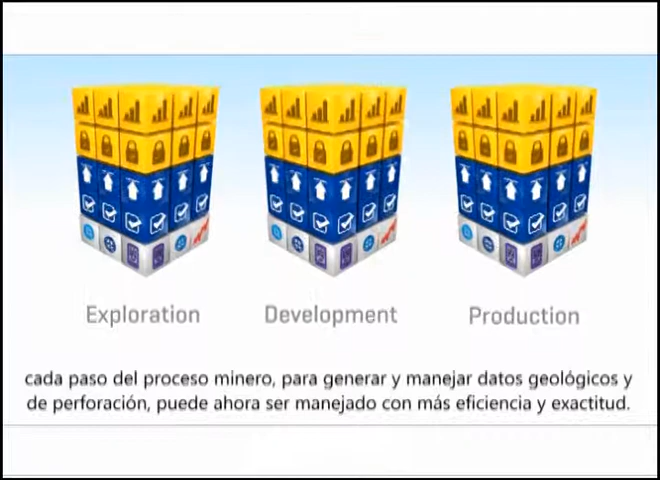 Exploration Development Production
cada paso del proceso minero, para generar y manejar datos geológicos y
de perforación, puede ahora ser manejado con más eficiencia y exactitud.